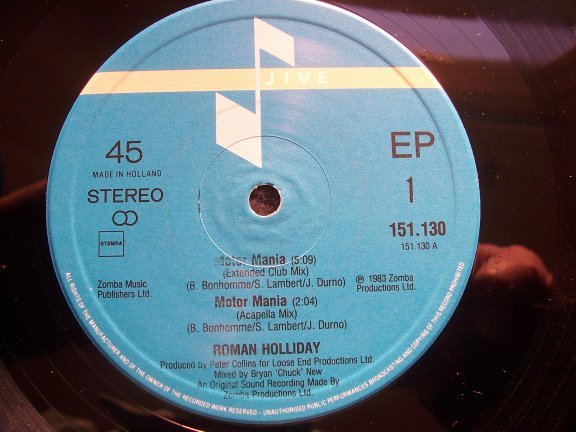 JIVE
45
MADE IN HOLLAND
STEREO
STEMRA
Zomba Music
Publishers Ltd.
EP
1
151.130
151.130 A
℗ 1983 Zomba
Productions Ltd.
Motor Mania (5:09)
(Extended Club Mix)
(B. Bonhomme/S. Lambert/J. Durno)
Motor Mania (2:04)
(Acapella Mix)
(B. Bonhomme/S. Lambert/J. Durno)
ROMAN HOLLIDAY
Produced by Peter Collins for Loose End Productions Ltd.
Mixed by Bryan 'Chuck' New
An Original Sound Recording Made By
Zomba Productions Ltd.
ALL RIGHTS OF THE MANUFACTURER AND OF THE OWNER OF THE RECORDED WORK RESERVED – UNAUTHORISED PUBLIC PERFORMANCES BROADCASTING AND COPYING OF THIS RECORD PROHIBITED